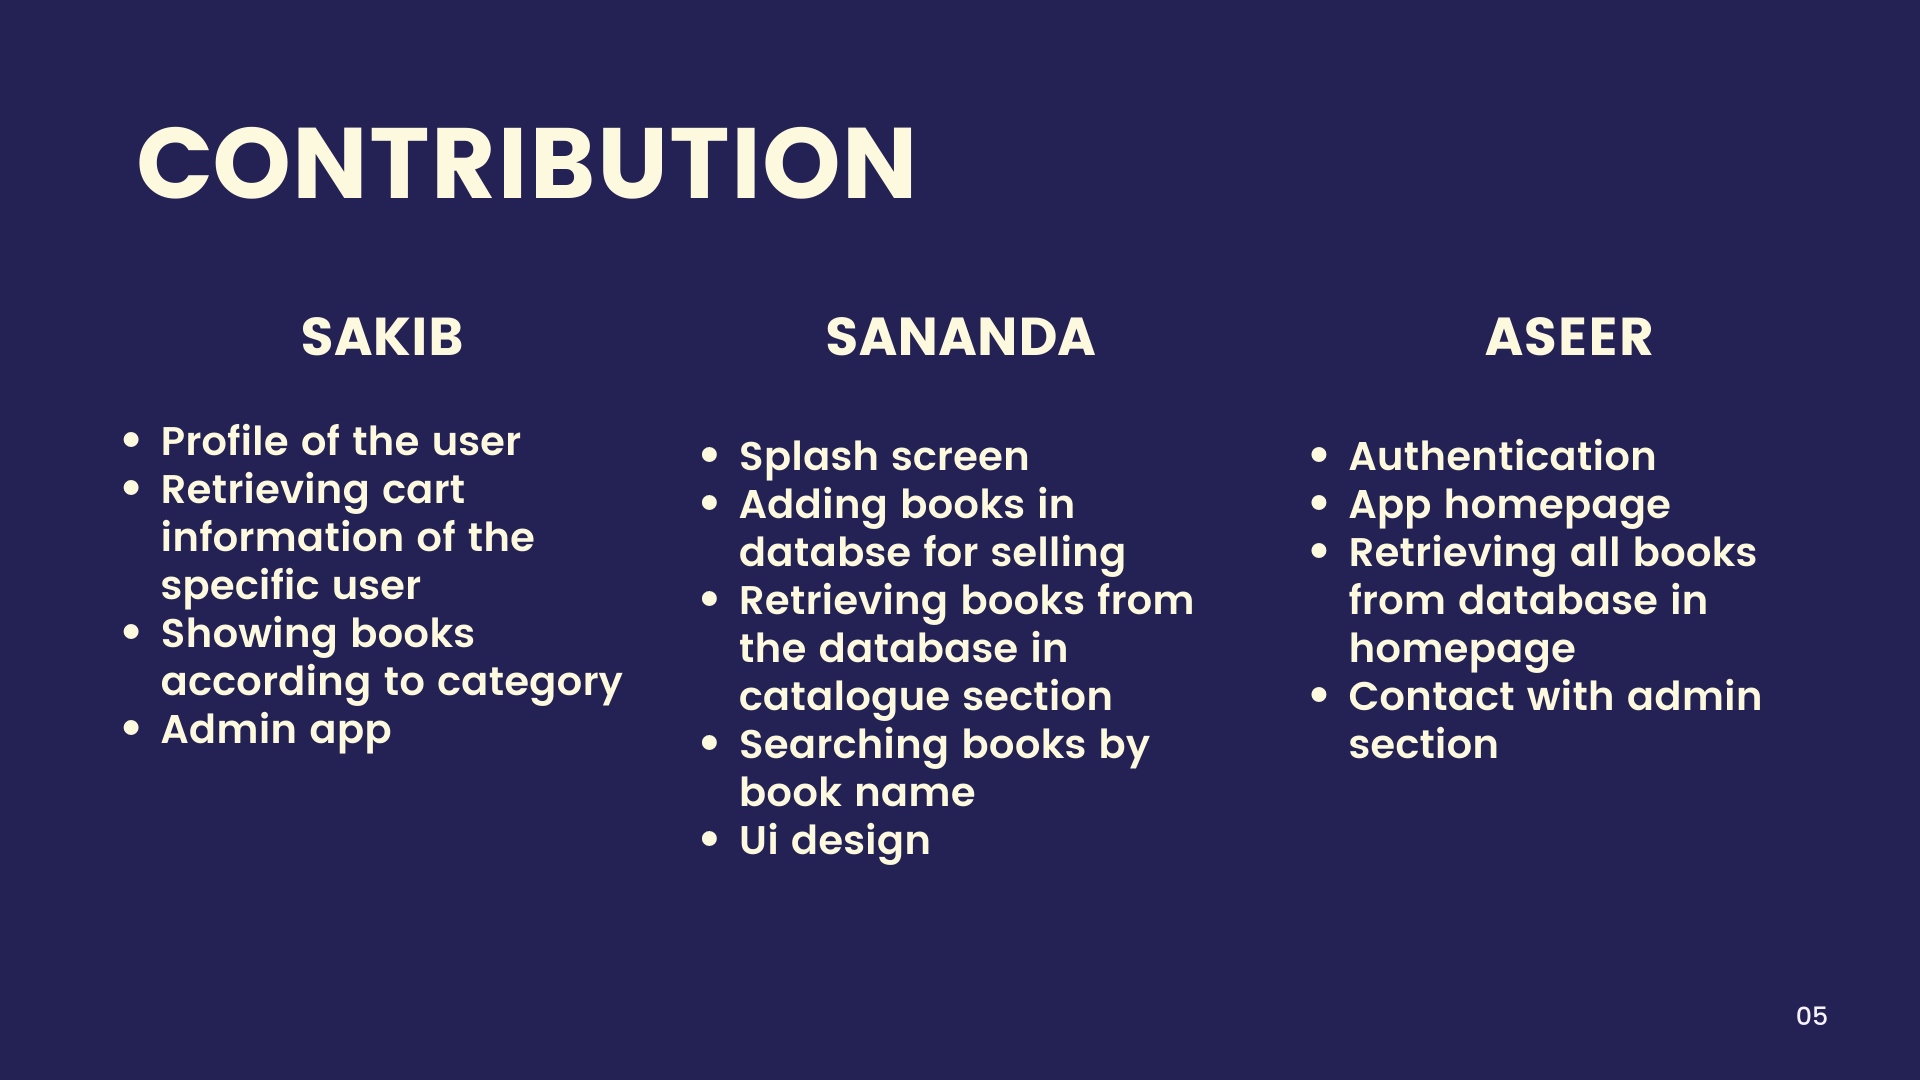 CONTRIBUTION
SAKIB
• Profile of the user
• Retrieving cart
information of the
specific user
• Showing books
according to category
• Admin app
SANANDA
• Splash screen
• Adding books in
databse for selling
• Retrieving books from
the database in
catalogue section
• Searching books by
book name
• Ui design
ASEER
• Authentication
• App homepage
• Retrieving all books
from database in
homepage
• Contact with admin
section
05